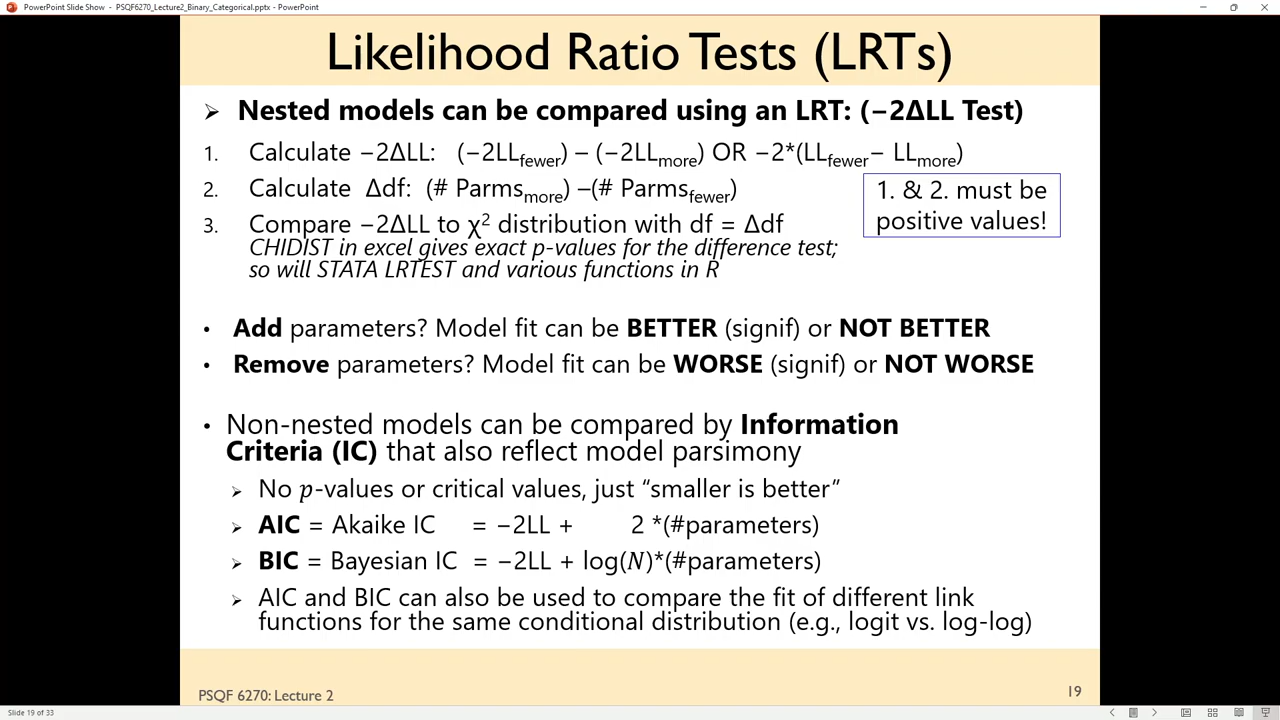 PowerPoint Slide Show - PSQF6270_Lecture2_Binary_Categorical.pptx - PowerPoint
Likelihood Ratio Tests (LRTs)
➢ Nested models can be compared using an LRT: (−2ΔLL Test)
1. Calculate −2ΔLL: (−2LLfewer) – (−2LLmore) OR −2*(LLfewer− LLmore)
2. Calculate Δdf: (# Parmsmore) –(# Parmsfewer)
1. & 2. must be
positive values!
3. Compare −2ΔLL to χ² distribution with df = Δdf
CHIDIST in excel gives exact p-values for the difference test;
so will STATA LRTEST and various functions in R
• Add parameters? Model fit can be BETTER (signif) or NOT BETTER
• Remove parameters? Model fit can be WORSE (signif) or NOT WORSE
• Non-nested models can be compared by Information
Criteria (IC) that also reflect model parsimony
➢ No p-values or critical values, just “smaller is better”
➢ AIC = Akaike IC = −2LL + 2 *(#parameters)
➢ BIC = Bayesian IC = −2LL + log(N)*(#parameters)
➢ AIC and BIC can also be used to compare the fit of different link
functions for the same conditional distribution (e.g., logit vs. log-log)
PSQF 6270: Lecture 2
19
Slide 19 of 33